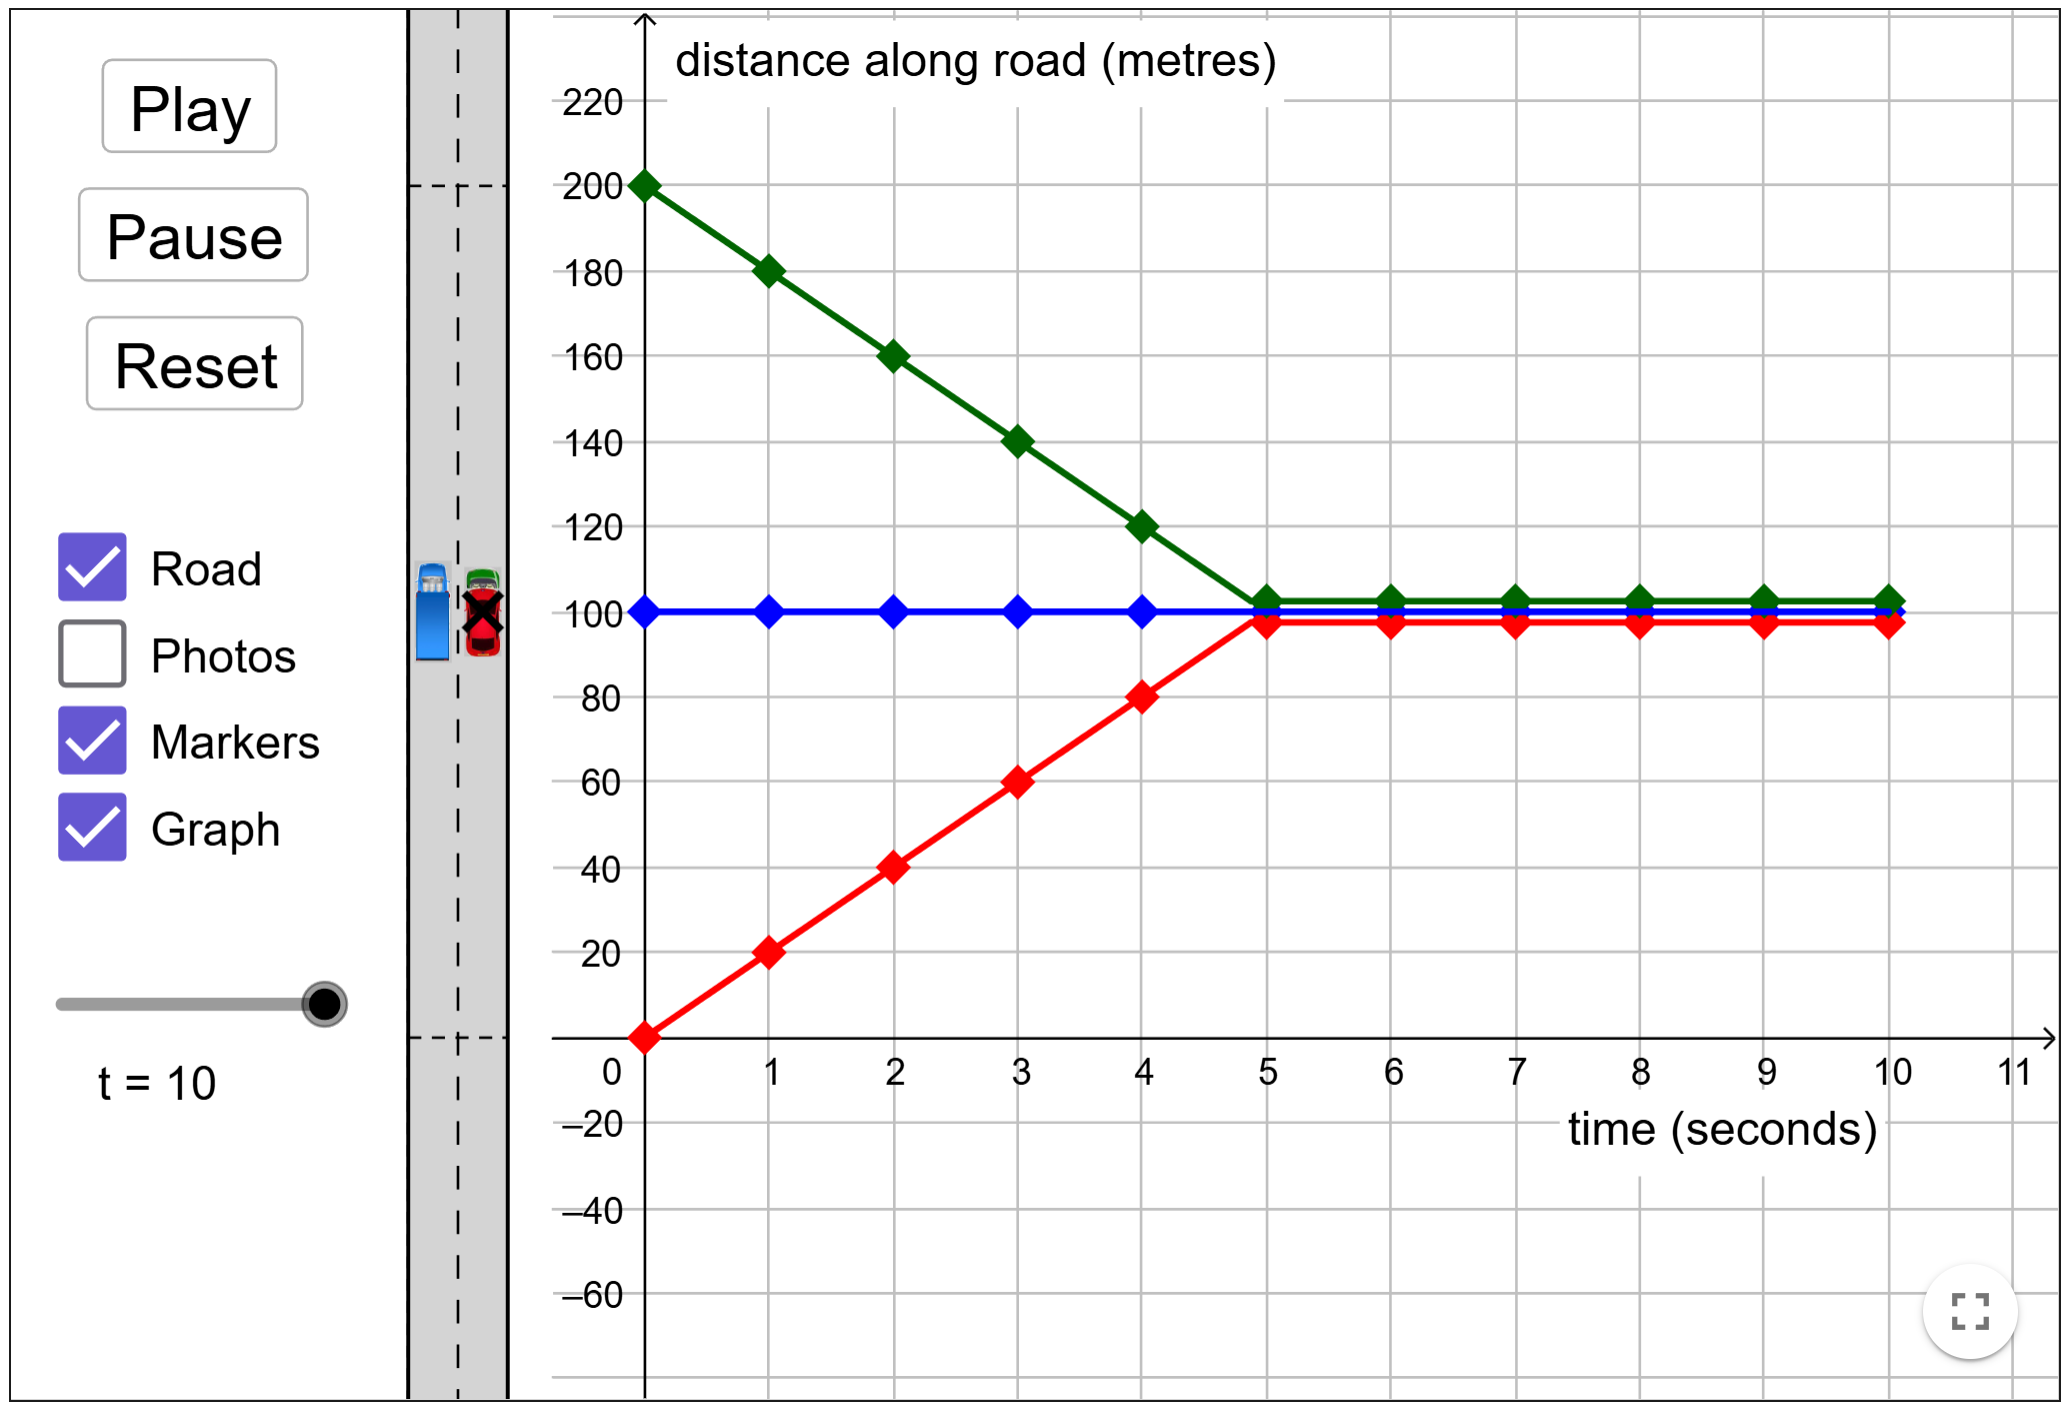 Play
Pause
Reset
Road
Photos
Markers
Graph
t = 10
distance along road (metres)
220
200
180
160
140
120
100
80
60
40
20
0 1 2 3 4 5 6 7 8 9 10 11
time (seconds)
–20
–40
–60